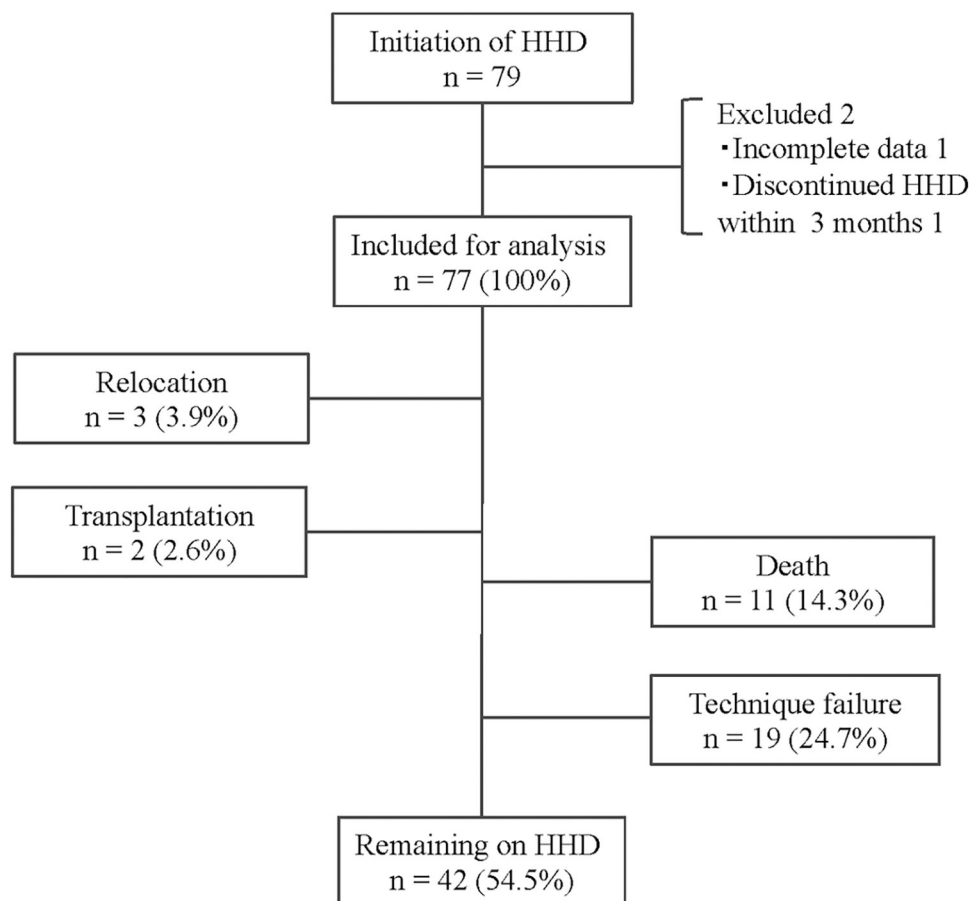 Initiation of HHD
n = 79
Excluded 2
・Incomplete data 1
・Discontinued HHD
within 3 months 1
Included for analysis
n = 77 (100%)
Relocation
n = 3 (3.9%)
Transplantation
n = 2 (2.6%)
Death
n = 11 (14.3%)
Technique failure
n = 19 (24.7%)
Remaining on HHD
n = 42 (54.5%)